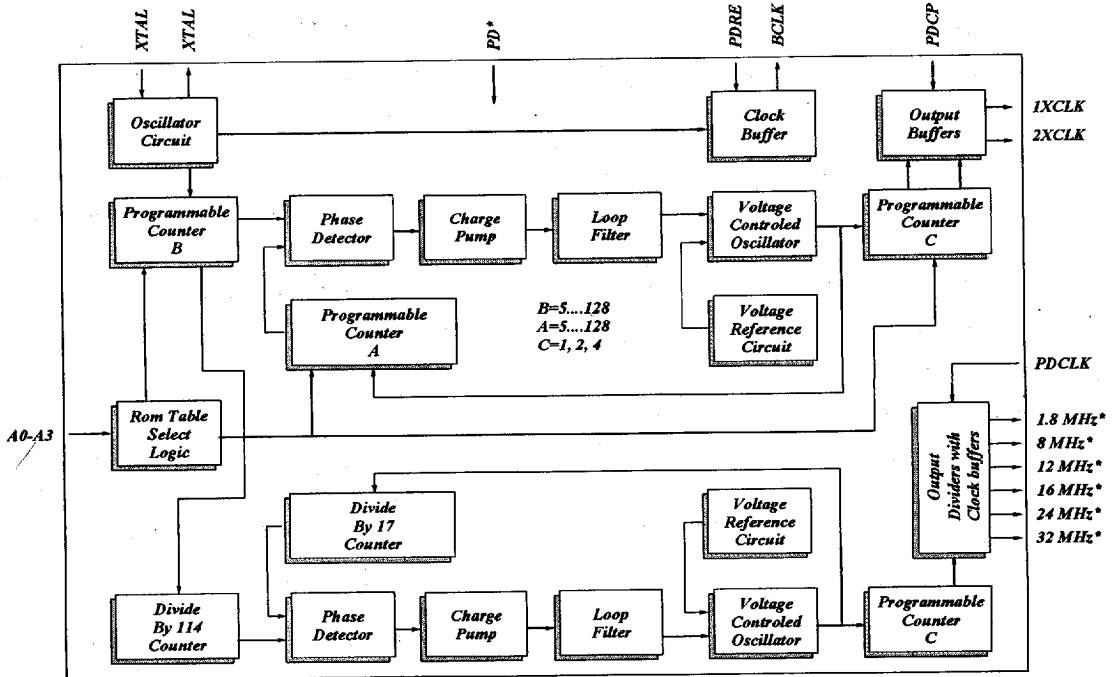 XTAL
XTAL
PD*
PDRE
BCLK
PDCP
Oscillator
Circuit
Clock
Buffer
Output
Buffers
1XCLK
2XCLK
Programmable
Counter
B
Phase
Detector
Charge
Pump
Loop
Filter
Voltage
Controled
Oscillator
Programmable
Counter
C
Programmable
Counter
A
B=5....128
A=5....128
C=1, 2, 4
Voltage
Reference
Circuit
PDCLK
A0-A3
Rom Table
Select
Logic
Output
Dividers with
Clock buffers
1.8 MHz*
8 MHz*
12 MHz*
16 MHz*
24 MHz*
32 MHz*
Divide
By 17
Counter
Voltage
Reference
Circuit
Divide
By 114
Counter
Phase
Detector
Charge
Pump
Loop
Filter
Voltage
Controled
Oscillator
Programmable
Counter
C